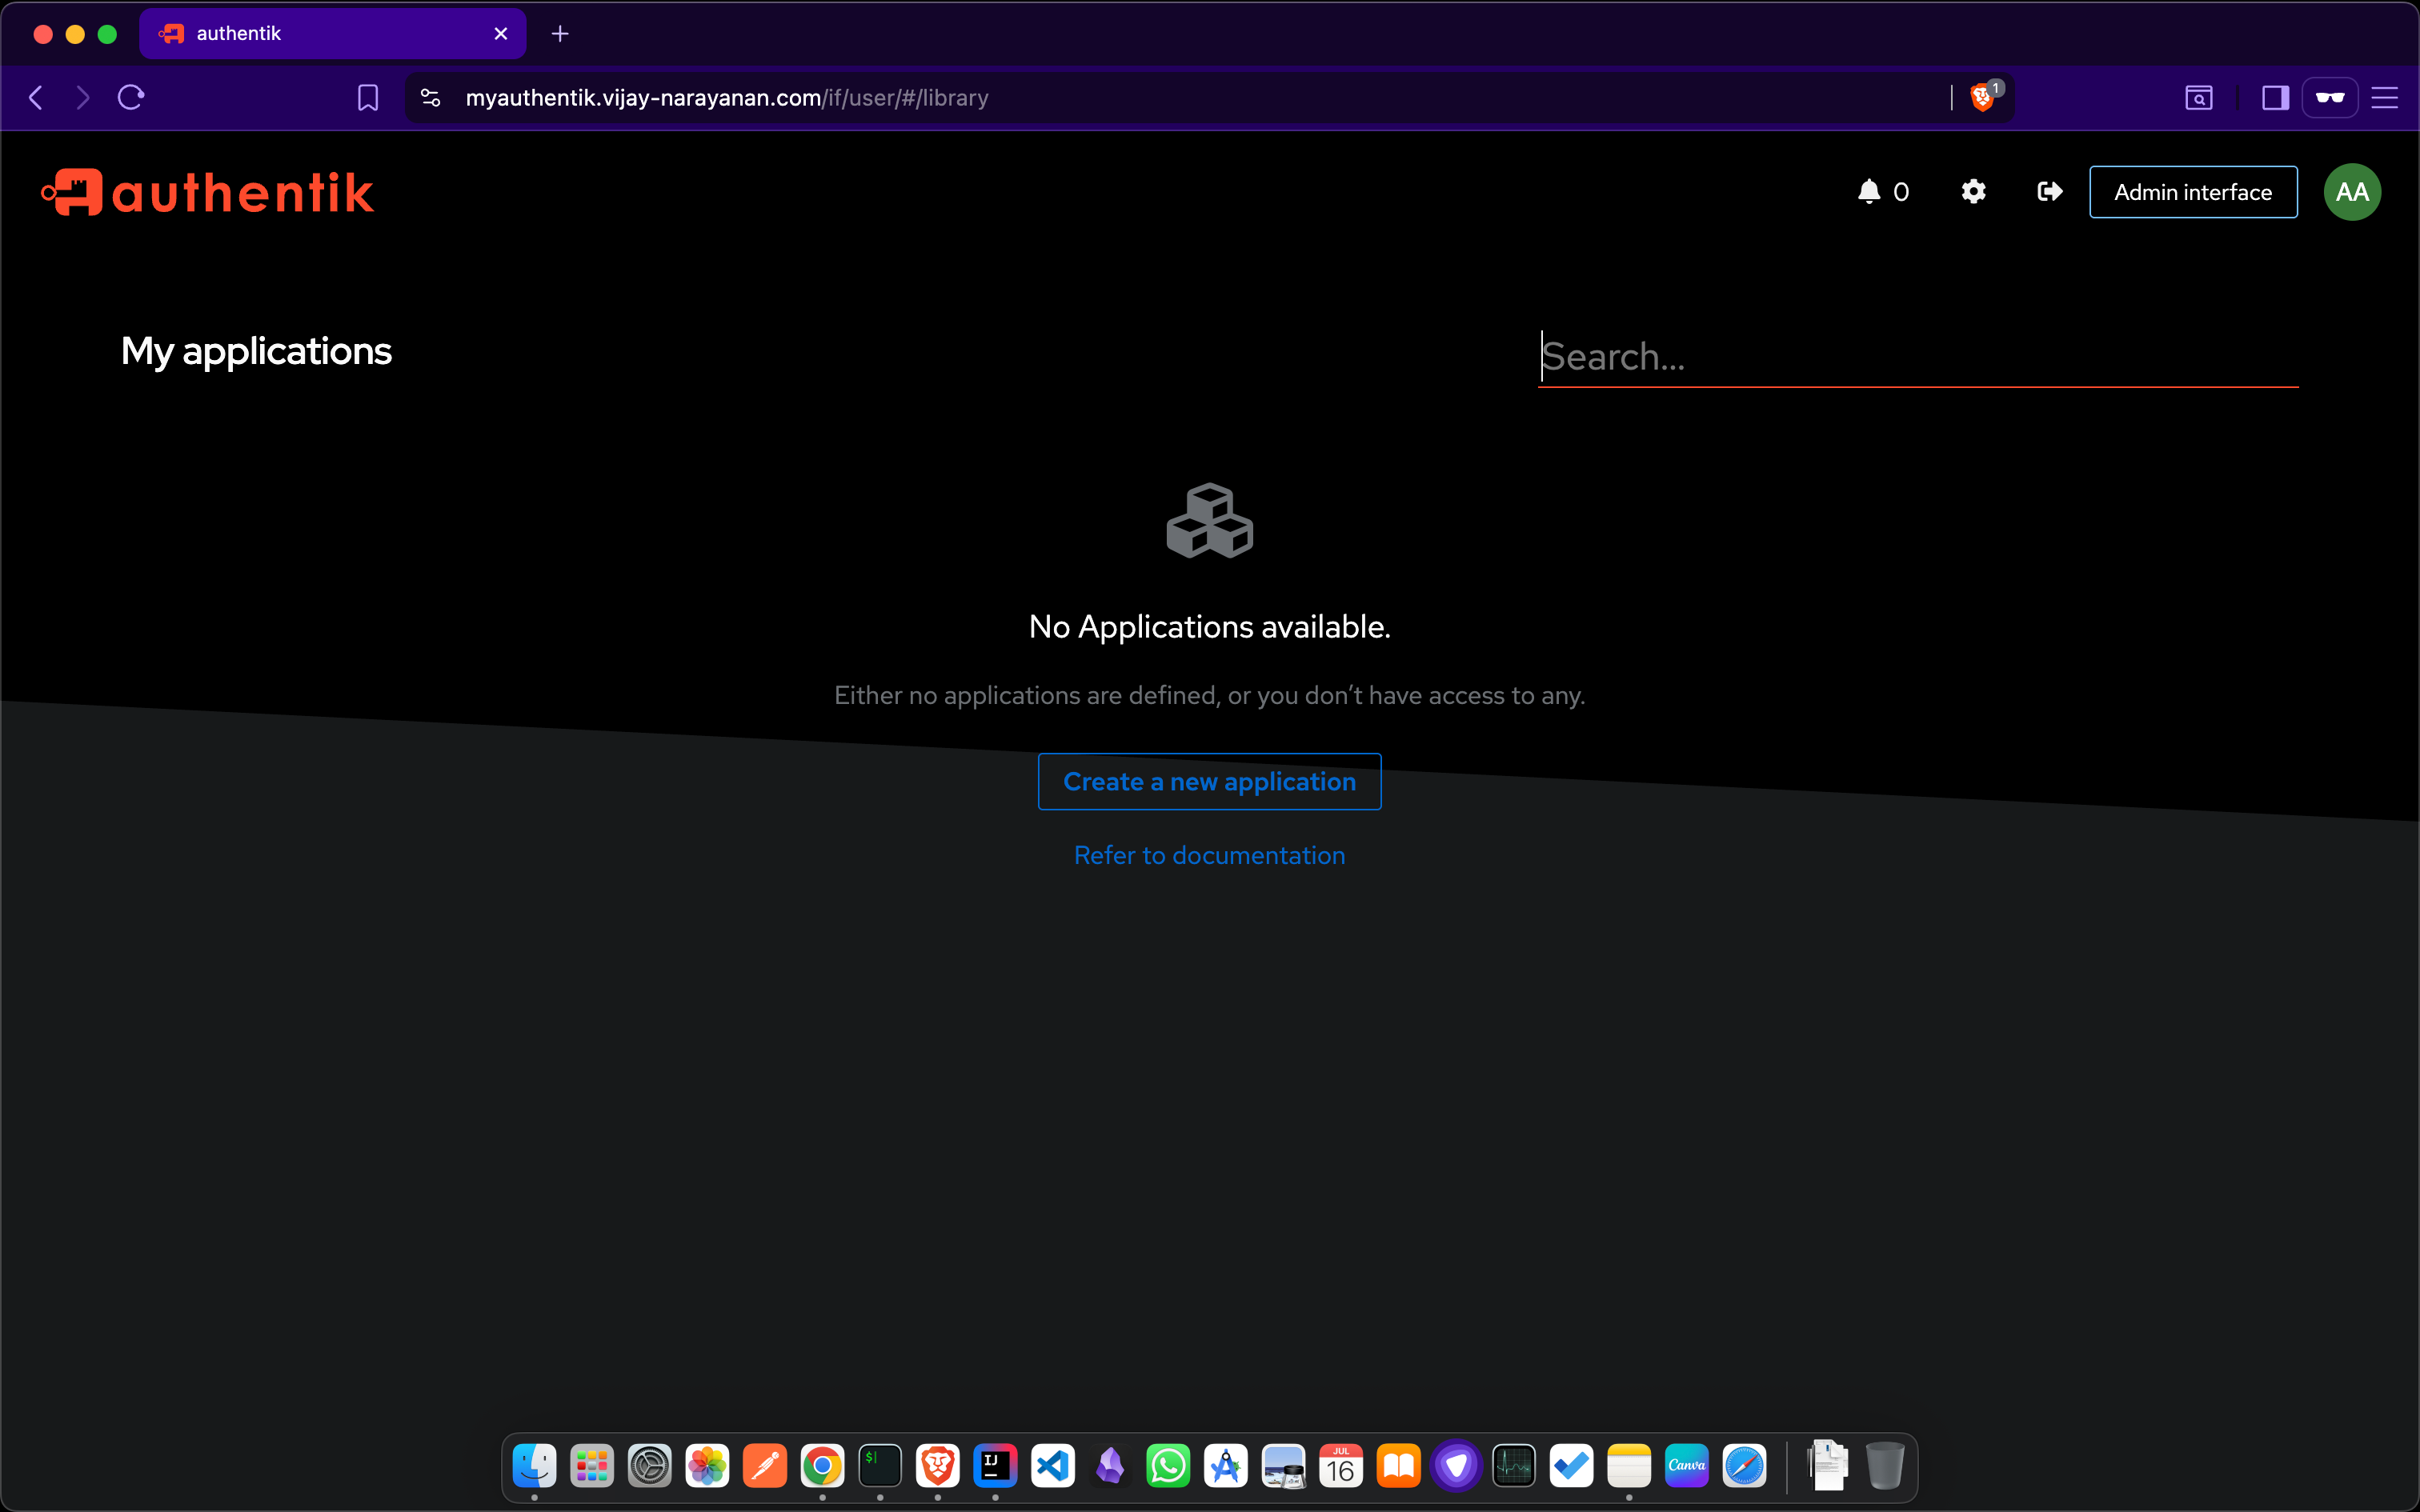 authentik
myauthentik.vijay-narayanan.com/if/user/#/library
1
authentik
0
Admin interface
AA
My applications
Search...
No Applications available.
Either no applications are defined, or you don’t have access to any.
Create a new application
Refer to documentation
$
IJ
JUL
16
Canva